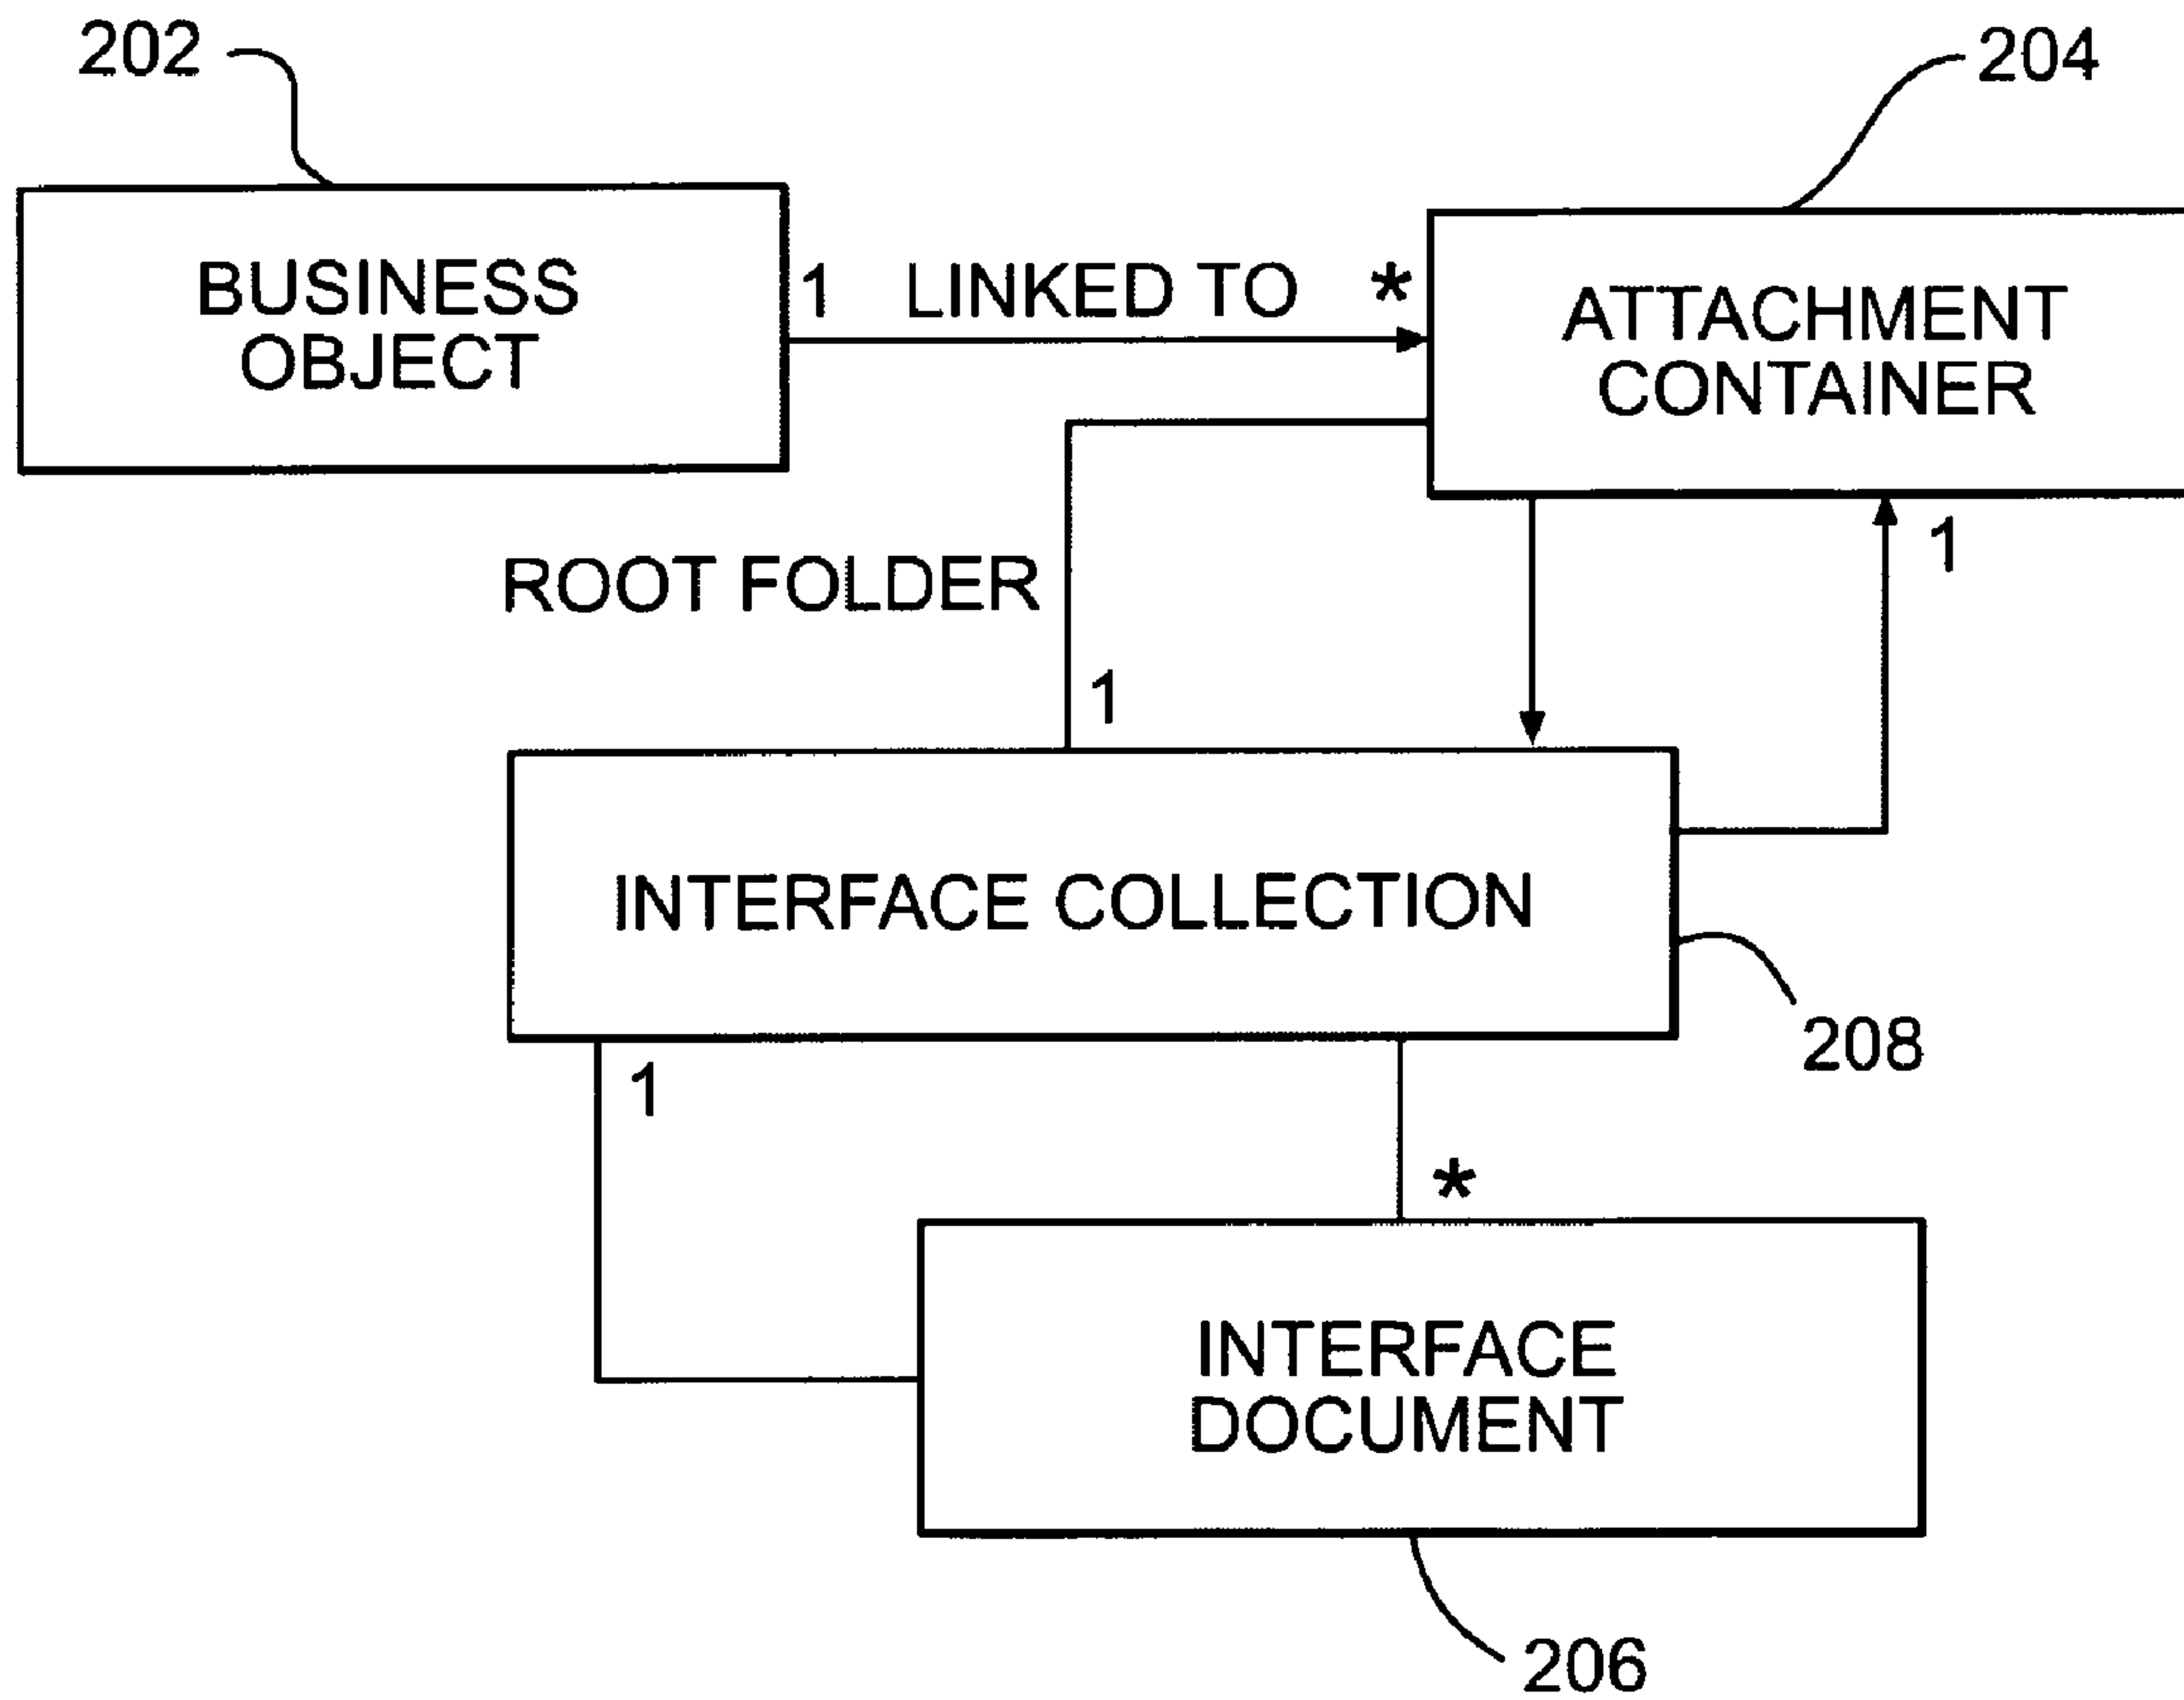 202
204
BUSINESS
OBJECT
1 LINKED TO *
ATTACHMENT
CONTAINER
ROOT FOLDER
1
1
INTERFACE COLLECTION
208
1
*
INTERFACE
DOCUMENT
206